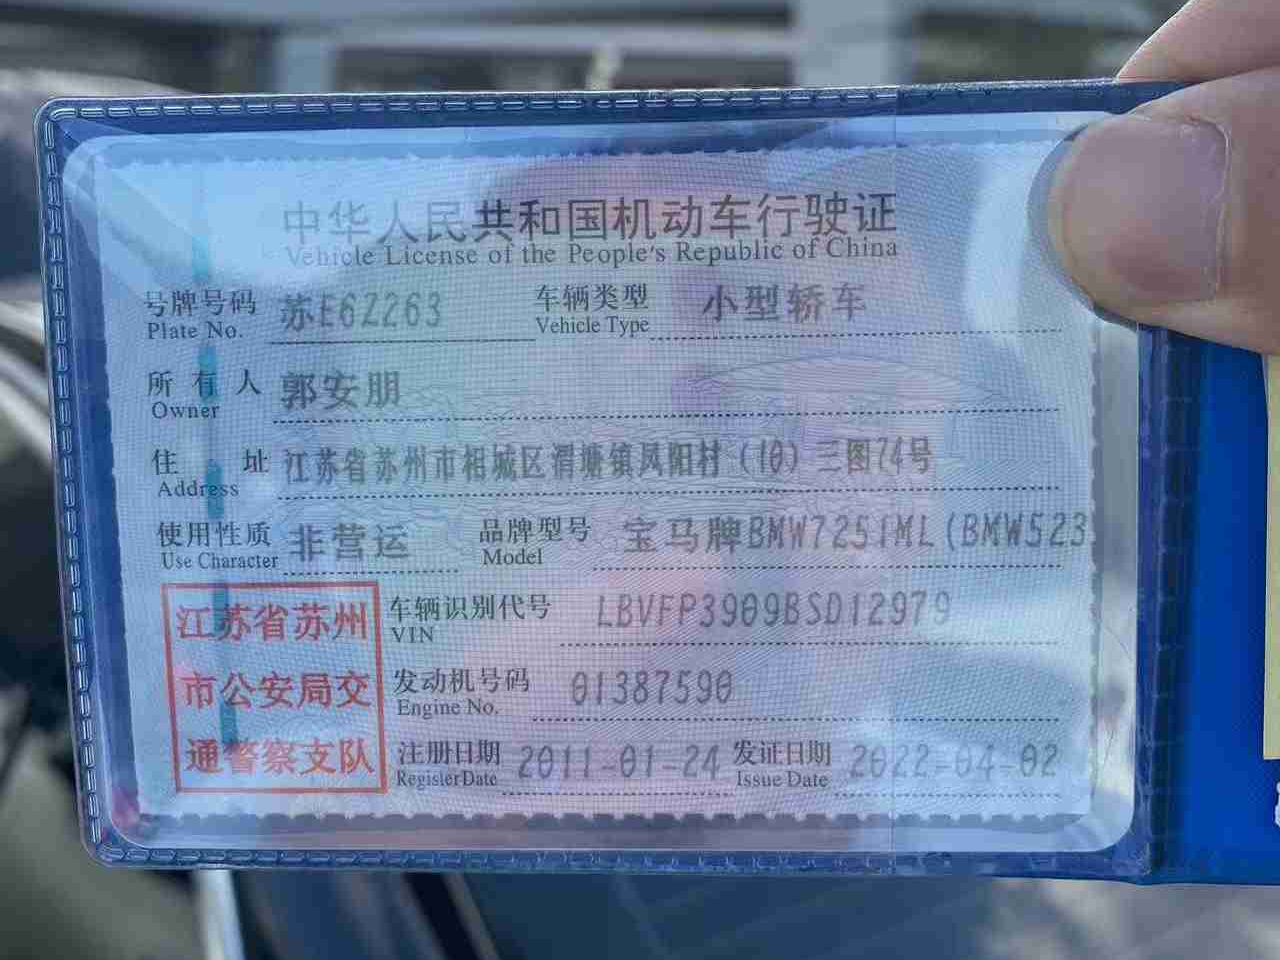 中华人民共和国机动车行驶证
Vehicle License of the People's Republic of China
号牌号码 苏E6Z263 车辆类型 小型轿车
Plate No. Vehicle Type
所有人 郭安朋
Owner
住址 江苏省苏州市相城区渭塘镇凤阳村(10)三图74号
Address
使用性质 非营运 品牌型号 宝马牌BMW7251ML(BMW523
Use Character Model
江苏省苏州
市公安局交
通警察支队
车辆识别代号 LBVFP3909BSD12979
VIN
发动机号码 01387590
Engine No.
注册日期 2011-01-24 发证日期 2022-04-02
Register Date Issue Date